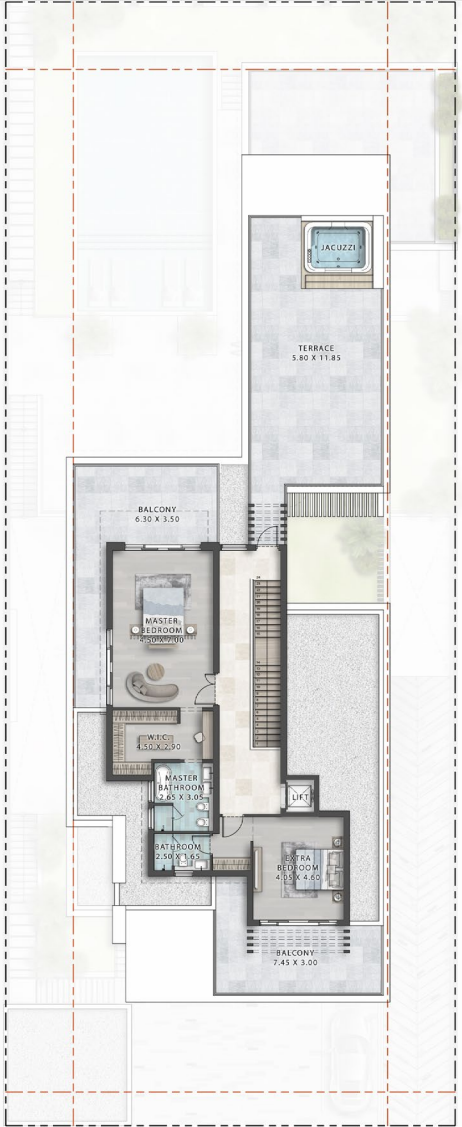 JACUZZI
TERRACE
5.80 X 11.85
BALCONY
6.30 X 3.50
MASTER
BEDROOM
4.50 X 7.00
W.I.C.
4.50 X 2.90
MASTER
BATHROOM
2.65 X 3.05
LIFT
BATHROOM
2.50 X 1.65
EXTRA
BEDROOM
4.05 X 4.60
BALCONY
7.45 X 3.00